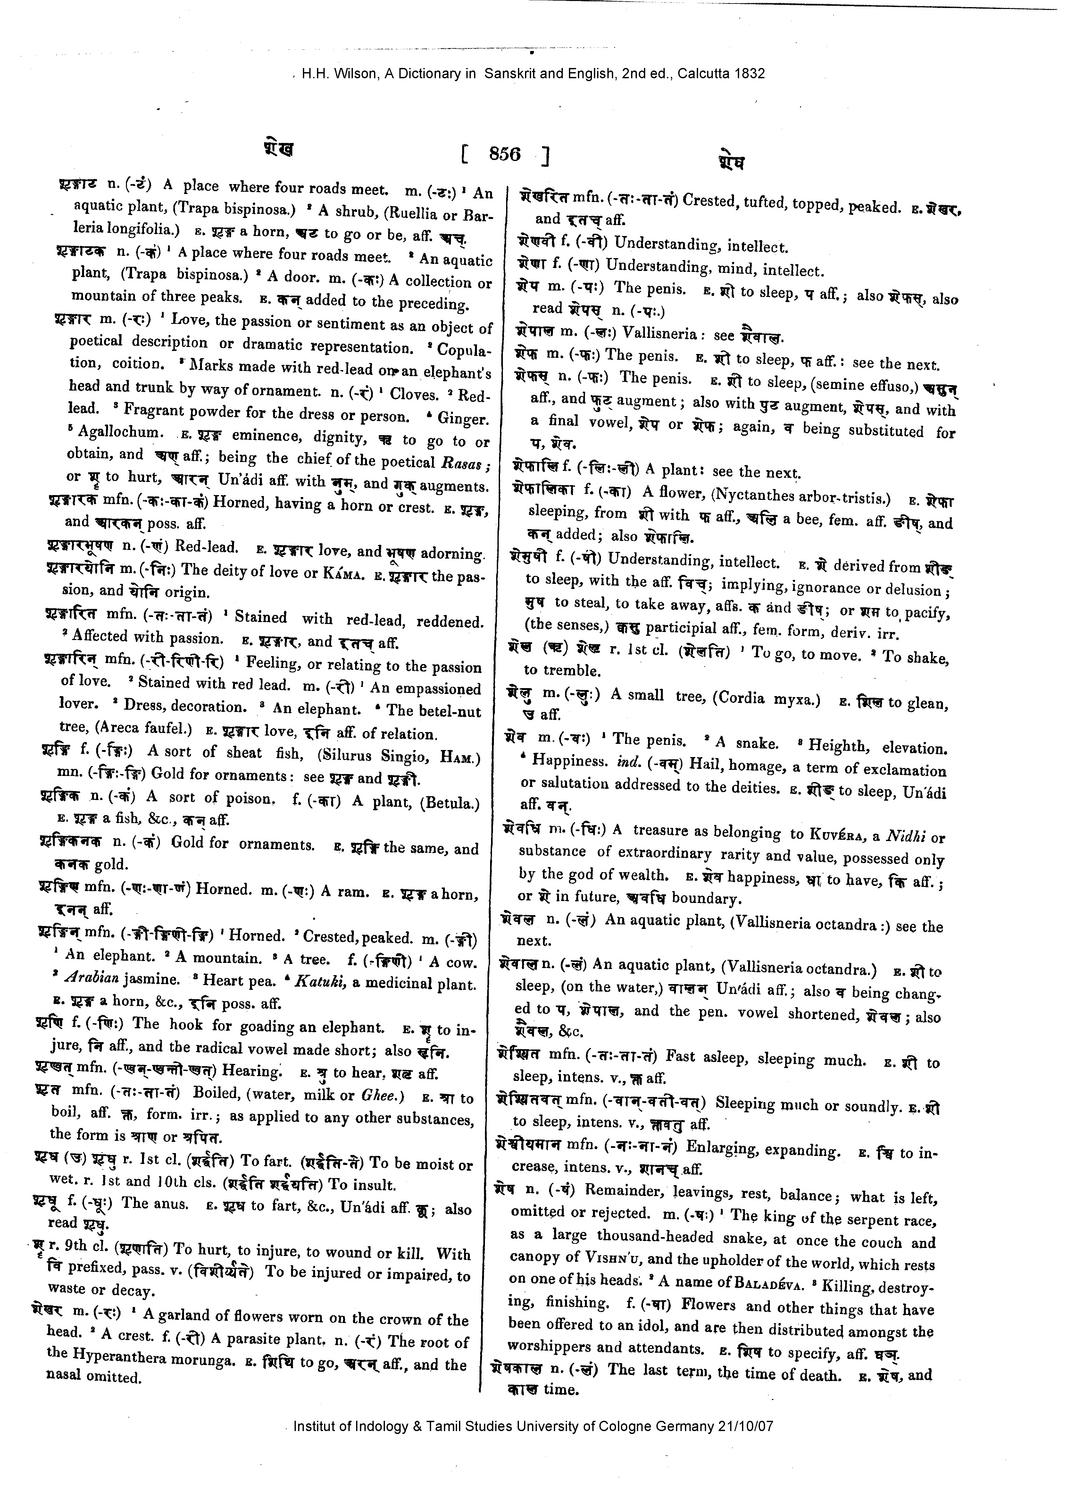 H.H. Wilson, A Dictionary in Sanskrit and English, 2nd ed., Calcutta 1832
शेख
[ 856 ]
शेष
शृङ्गाट n. (-टं) A place where four roads meet. m. (-टः) ¹ An
aquatic plant, (Trapa bispinosa.) ² A shrub, (Ruellia or Bar-
leria longifolia.) E. शृङ्ग a horn, अट to go or be, aff. अच्.
शृङ्गाटक n. (-कं) ¹ A place where four roads meet. ² An aquatic
plant, (Trapa bispinosa.) ³ A door. m. (-कः) A collection or
mountain of three peaks. E. कन् added to the preceding.
शृङ्गार m. (-रः) ¹ Love, the passion or sentiment as an object of
poetical description or dramatic representation. ² Copula-
tion, coition. ³ Marks made with red-lead on an elephant's
head and trunk by way of ornament. n. (-रं) ¹ Cloves. ² Red-
lead. ³ Fragrant powder for the dress or person. ⁴ Ginger.
⁵ Agallochum. E. शृङ्ग eminence, dignity, ऋ to go to or
obtain, and अण् aff.; being the chief of the poetical Rasas;
or शॄ to hurt, आरन् Un'ádi aff. with नुम्, and गुक् augments.
शृङ्गारक mfn. (-कः-का-कं) Horned, having a horn or crest. E. शृङ्ग,
and आरकन् poss. aff.
शृङ्गारभूषण n. (-णं) Red-lead. E. शृङ्गार love, and भूषण adorning.
शृङ्गारयोनि m. (-निः) The deity of love or KÁMA. E. शृङ्गार the pas-
sion, and योनि origin.
शृङ्गारित mfn. (-तः-ता-तं) ¹ Stained with red-lead, reddened.
² Affected with passion. E. शृङ्गार, and इतच् aff.
शृङ्गारिन् mfn. (-री-रिणी-रि) ¹ Feeling, or relating to the passion
of love. ² Stained with red lead. m. (-री) ¹ An empassioned
lover. ² Dress, decoration. ³ An elephant. ⁴ The betel-nut
tree, (Areca faufel.) E. शृङ्गार love, इनि aff. of relation.
शृङ्गि f. (-ङ्गिः) A sort of sheat fish, (Silurus Singio, HAM.)
mn. (-ङ्गिः-ङ्गि) Gold for ornaments: see शृङ्ग and शृङ्गी.
शृङ्गिक n. (-कं) A sort of poison. f. (-का) A plant, (Betula.)
E. शृङ्ग a fish, &c., कन् aff.
शृङ्गिकनक n. (-कं) Gold for ornaments. E. शृङ्गि the same, and
कनक gold.
शृङ्गिण mfn. (-णः-णा-णं) Horned. m. (-णः) A ram. E. शृङ्ग a horn,
इनन् aff.
शृङ्गिन् mfn. (-ङ्गी-ङ्गिणी-ङ्गि) ¹ Horned. ² Crested, peaked. m. (-ङ्गी)
¹ An elephant. ² A mountain. ³ A tree. f. (-ङ्गिणी) ¹ A cow.
² Arabian jasmine. ³ Heart pea. ⁴ Katuki, a medicinal plant.
E. शृङ्ग a horn, &c., इनि poss. aff.
शृणि f. (-णिः) The hook for goading an elephant. E. शॄ to in-
jure, नि aff., and the radical vowel made short; also सृनि.
शृण्वत् mfn. (-ण्वन्-ण्वन्ती-ण्वत्) Hearing. E. श्रु to hear, शतृ aff.
शृत mfn. (-तः-ता-तं) Boiled, (water, milk or Ghee.) E. श्रा to
boil, aff. क्त, form. irr.; as applied to any other substances,
the form is श्राण or श्रपित.
शृध (उ) शृधु r. 1st cl. (शर्द्धति) To fart. (शर्द्धति-ते) To be moist or
wet. r. 1st and 10th cls. (शर्द्धति शर्द्धयति) To insult.
शृधू f. (-धूः) The anus. E. शृध to fart, &c., Un'ádi aff. कू; also
read शृधु.
शॄ r. 9th cl. (शृणाति) To hurt, to injure, to wound or kill. With
वि prefixed, pass. v. (विशीर्य्यते) To be injured or impaired, to
waste or decay.
शेखर m. (-रः) ¹ A garland of flowers worn on the crown of the
head. ² A crest. f. (-री) A parasite plant. n. (-रं) The root of
the Hyperanthera morunga. E. शिखि to go, अरन् aff., and the
nasal omitted.
शेखरित mfn. (-तः-ता-तं) Crested, tufted, topped, peaked. E. शेखर,
and इतच् aff.
शेणवी f. (-वी) Understanding, intellect.
शेणा f. (-णा) Understanding, mind, intellect.
शेप m. (-पः) The penis. E. शी to sleep, प aff.; also शेफस्, also
read शेपस् n. (-पः.)
शेपाल m. (-लः) Vallisneria: see शैवाल.
शेफ m. (-फः) The penis. E. शी to sleep, फ aff.: see the next.
शेफस् n. (-फः) The penis. E. शी to sleep, (semine effuso,) असुन्
aff., and फुट् augment; also with पुट augment, शेपस्, and with
a final vowel, शेप or शेफ; again, व being substituted for
प, शेव.
शेफालि f. (-लिः-ली) A plant: see the next.
शेफालिका f. (-का) A flower, (Nyctanthes arbor-tristis.) E. शेफा
sleeping, from शी with फ aff., अलि a bee, fem. aff. ङीष्, and
कन् added; also शेफालि.
शेमुषी f. (-षी) Understanding, intellect. E. शे derived from शीङ्
to sleep, with the aff. विच्; implying, ignorance or delusion;
मुष to steal, to take away, affs. क and ङीष्; or शम to pacify,
(the senses,) क्वसु participial aff., fem. form, deriv. irr.
शेल (ऋ) शेलृ r. 1st cl. (शेलति) ¹ To go, to move. ² To shake,
to tremble.
शेलु m. (-लुः) A small tree, (Cordia myxa.) E. शिल to glean,
उ aff.
शेव m. (-वः) ¹ The penis. ² A snake. ³ Heighth, elevation.
⁴ Happiness. ind. (-वम्) Hail, homage, a term of exclamation
or salutation addressed to the deities. E. शीङ् to sleep, Un'ádi
aff. वन्.
शेवधि m. (-धिः) A treasure as belonging to KUVÉRA, a Nidhi or
substance of extraordinary rarity and value, possessed only
by the god of wealth. E. शेव happiness, धा to have, कि aff.;
or शे in future, अवधि boundary.
शेवल n. (-लं) An aquatic plant, (Vallisneria octandra:) see the
next.
शेवाल n. (-लं) An aquatic plant, (Vallisneria octandra.) E. शी to
sleep, (on the water,) वालन् Un'ádi aff.; also व being chang-
ed to प, शेपाल, and the pen. vowel shortened, शेवल; also
शैवल, &c.
शेश्यित mfn. (-तः-ता-तं) Fast asleep, sleeping much. E. शी to
sleep, intens. v., क्त aff.
शेश्यितवत् mfn. (-वान्-वती-वत्) Sleeping much or soundly. E. शी
to sleep, intens. v., क्तवतु aff.
शेश्वीयमान mfn. (-नः-ना-नं) Enlarging, expanding. E. श्वि to in-
crease, intens. v., शानच् aff.
शेष n. (-षं) Remainder, leavings, rest, balance; what is left,
omitted or rejected. m. (-षः) ¹ The king of the serpent race,
as a large thousand-headed snake, at once the couch and
canopy of VISHN'U, and the upholder of the world, which rests
on one of his heads. ² A name of BALADÉVA. ³ Killing, destroy-
ing, finishing. f. (-षा) Flowers and other things that have
been offered to an idol, and are then distributed amongst the
worshippers and attendants. E. शिष to specify, aff. घञ्.
शेषकाल n. (-लं) The last term, the time of death. E. शेष, and
काल time.
Institut of Indology & Tamil Studies University of Cologne Germany 21/10/07